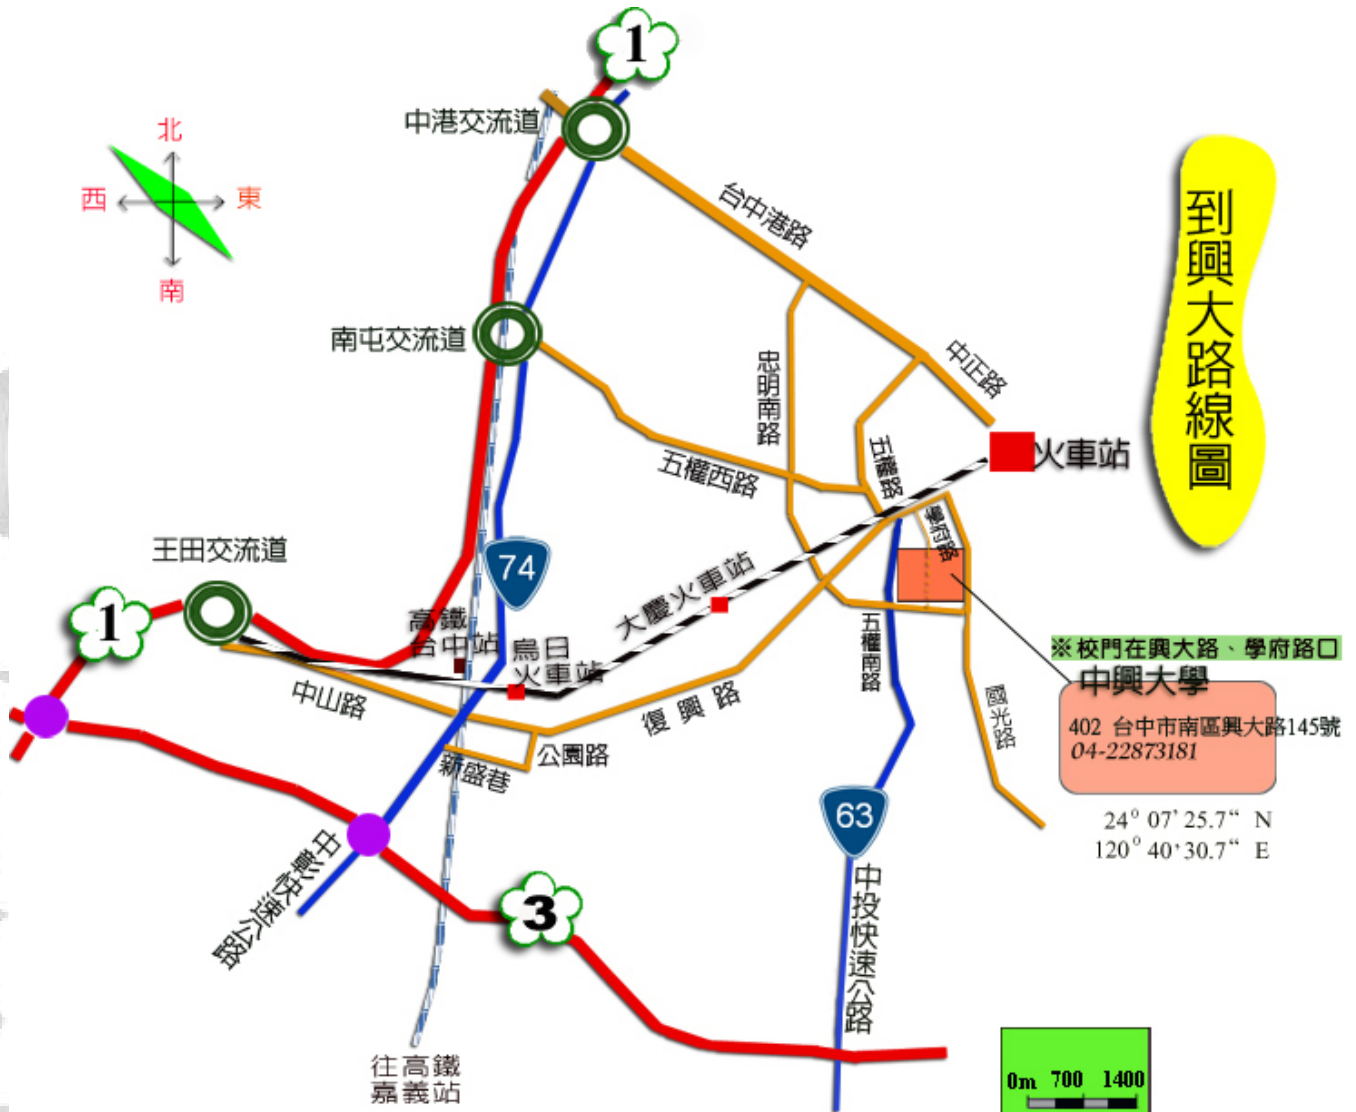 1
中港交流道
北
西
東
南
台中港路
到興大路線圖
南屯交流道
忠明南路
中正路
五權西路
五權路
火車站
學府路
王田交流道
74
1
大慶火車站
高鐵
台中站
烏日
火車站
五權南路
※校門在興大路、學府路口
中興大學
402 台中市南區興大路145號
04-22873181
中山路
復興路
國光路
公園路
新盛巷
63
24° 07' 25.7“ N
120° 40' 30.7“ E
中彰快速公路
3
中投快速公路
往高鐵
嘉義站
0m 700 1400